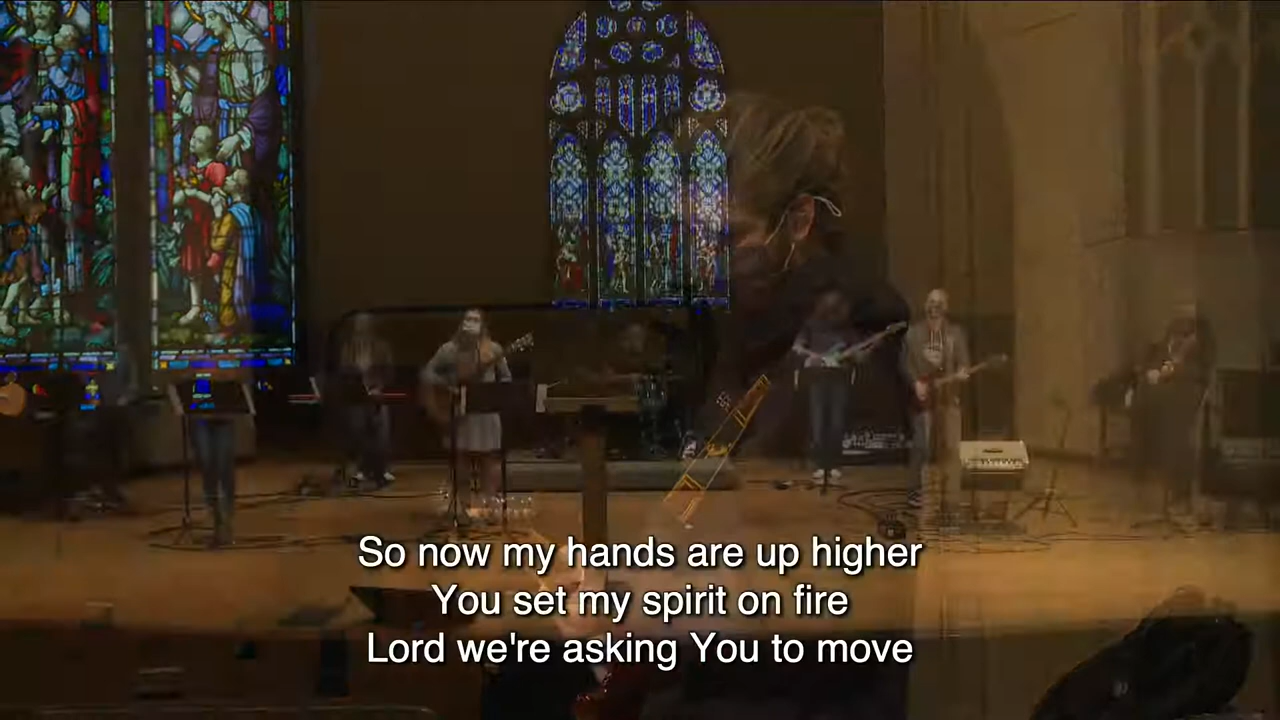 So now my hands are up higher
You set my spirit on fire
Lord we're asking You to move